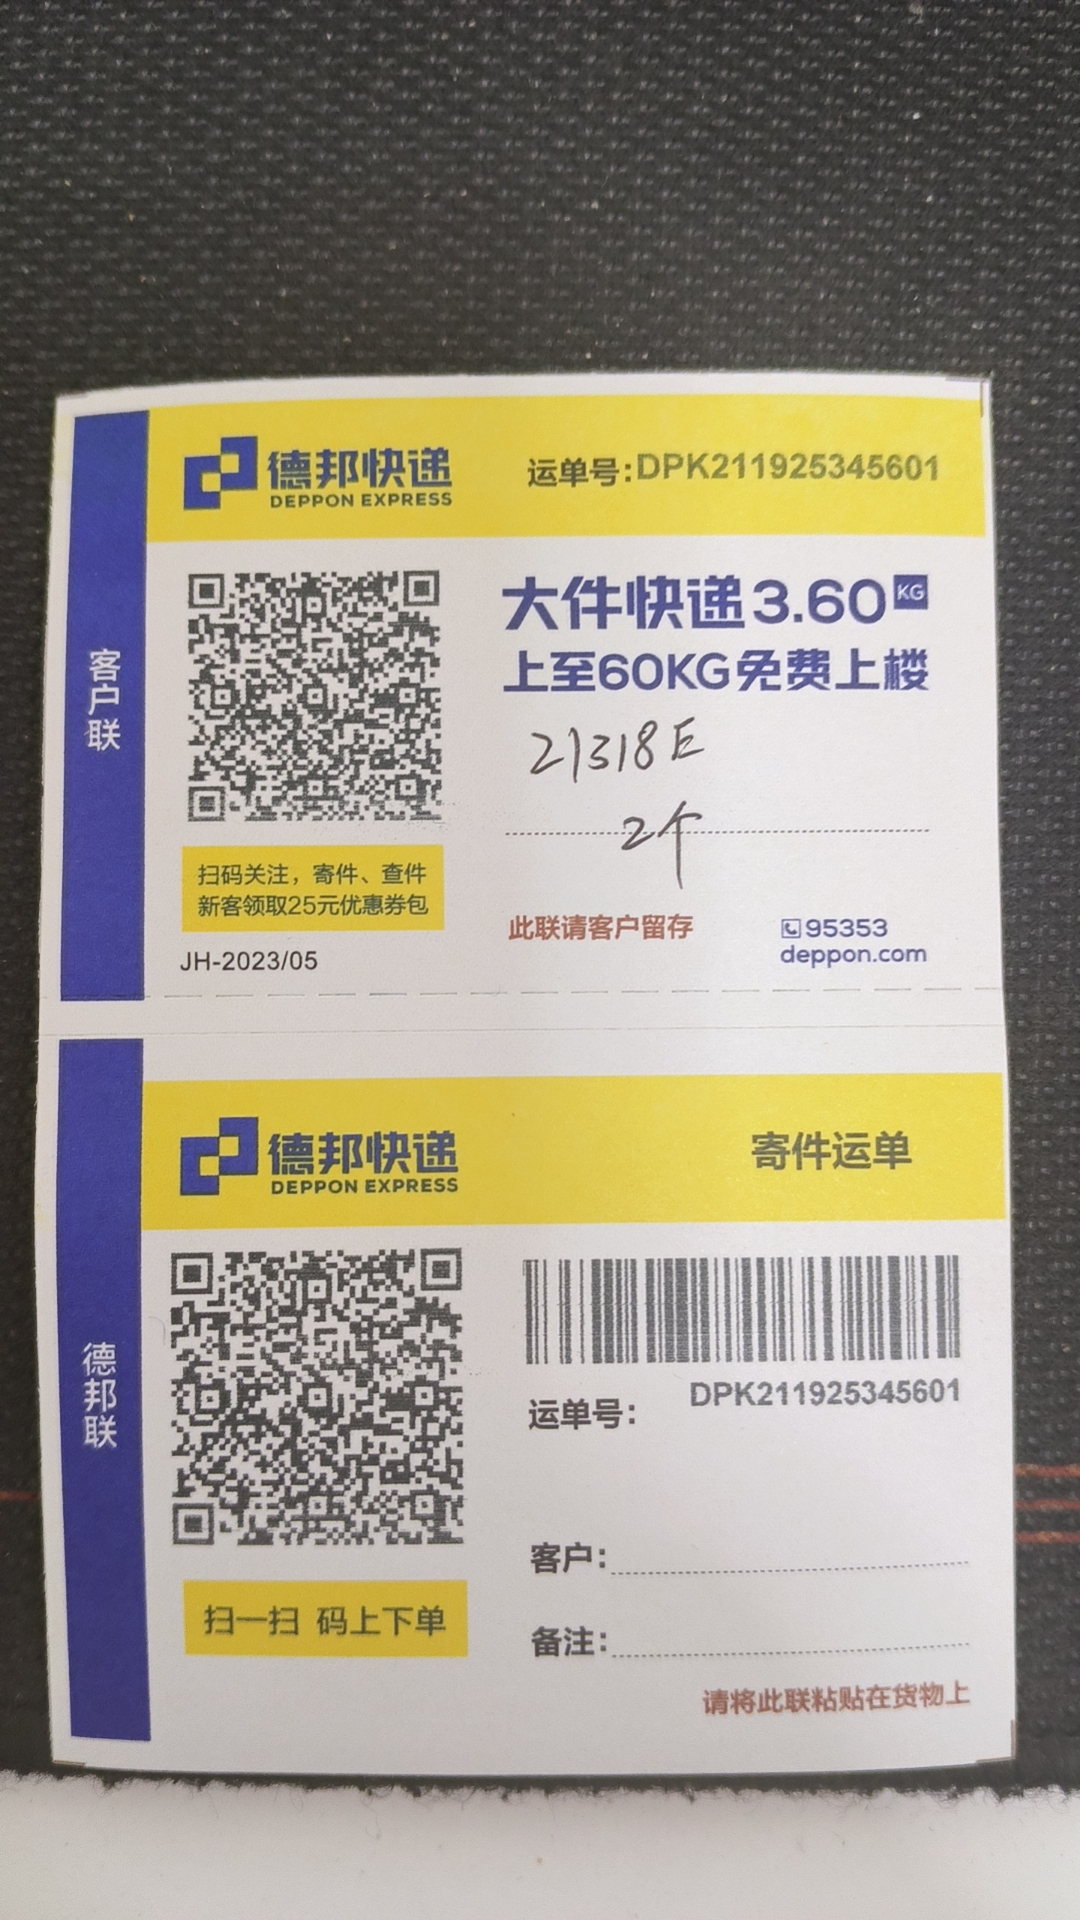 客户联
德邦快递
DEPPON EXPRESS
运单号:DPK211925345601
大件快递3.60KG
上至60KG免费上楼
21318E
2个
扫码关注，寄件、查件
新客领取25元优惠券包
JH-2023/05
此联请客户留存
95353
deppon.com
德邦联
德邦快递
DEPPON EXPRESS
寄件运单
DPK211925345601
运单号：
扫一扫 码上下单
客户：
备注：
请将此联粘贴在货物上